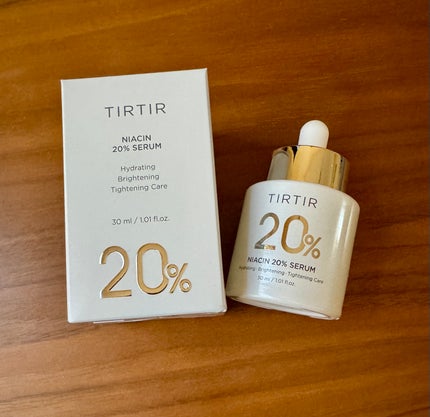 TIRTIR
NIACIN
20% SERUM
Hydrating
Brightening
Tightening Care
30 ml / 1.01 fl.oz.
20%
TIRTIR
20%
NIACIN 20% SERUM
Hydrating · Brightening · Tightening Care
30 ml / 1.01 fl.oz.